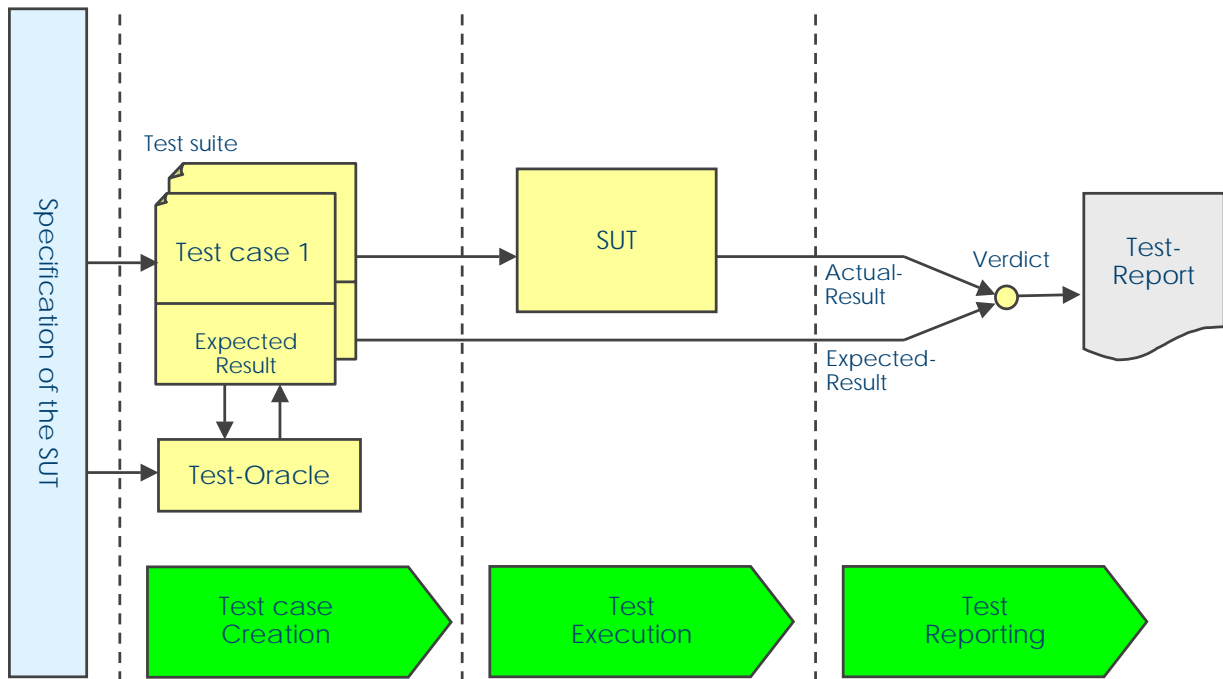 Specification of the SUT
Test suite
Test case 1
Expected
Result
Test-Oracle
SUT
Actual-
Result
Expected-
Result
Verdict
Test-
Report
Test case
Creation
Test
Execution
Test
Reporting